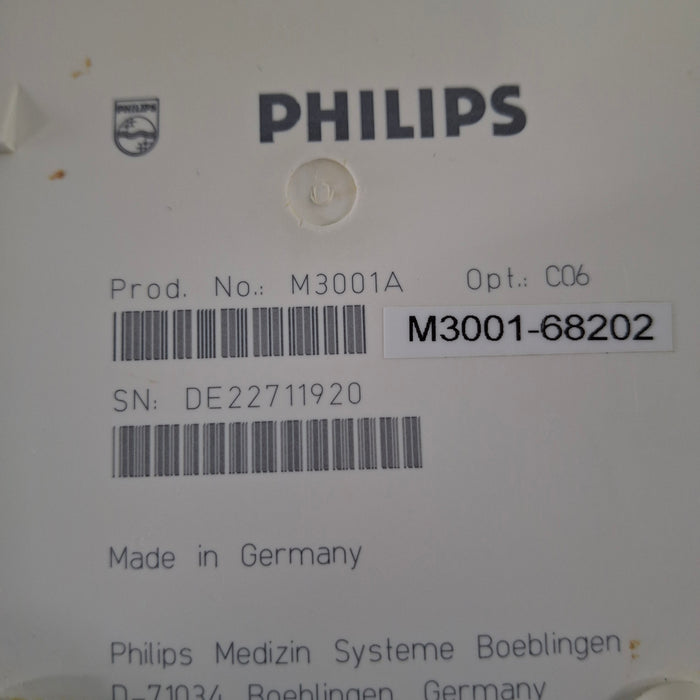 PHILIPS
PHILIPS
Prod. No.: M3001A Opt.: C06
M3001-68202
SN: DE22711920
Made in Germany
Philips Medizin Systeme Boeblingen
D-71034 Boeblingen, Germany